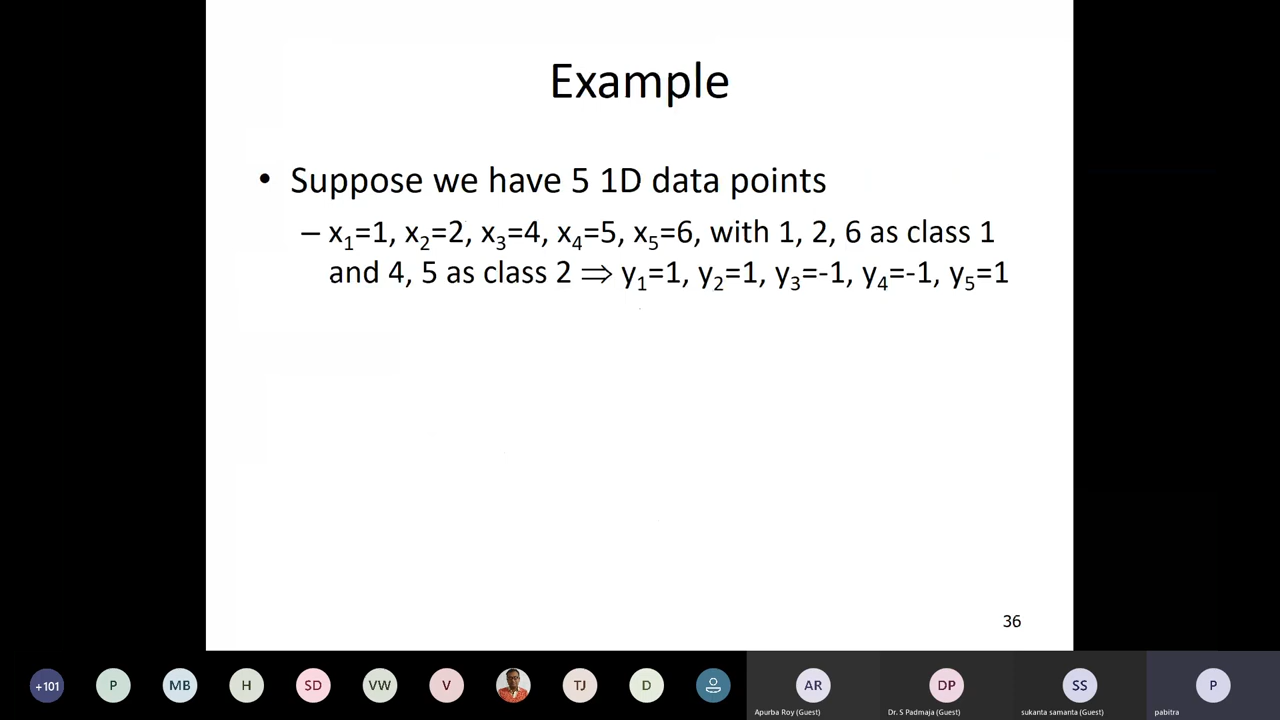 Example
• Suppose we have 5 1D data points
– x₁=1, x₂=2, x₃=4, x₄=5, x₅=6, with 1, 2, 6 as class 1
and 4, 5 as class 2 ⇒ y₁=1, y₂=1, y₃=-1, y₄=-1, y₅=1
36
+101 P MB H SD VW V TJ D AR DP SS P
Apurba Roy (Guest) Dr. S Padmaja (Guest) sukanta samanta (Guest) pabitra